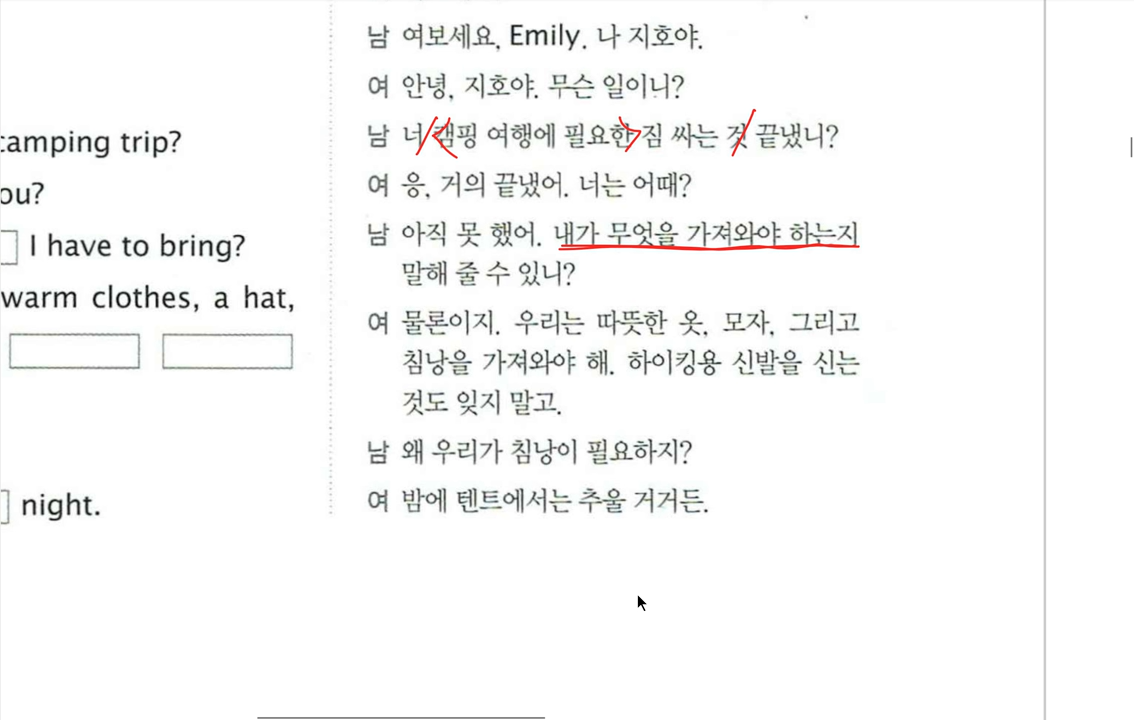 camping trip?
ou?
I have to bring?
warm clothes, a hat,
night.
남 여보세요, Emily. 나 지호야.
여 안녕, 지호야. 무슨 일이니?
남 너 캠핑 여행에 필요한 짐 싸는 것 끝냈니?
여 응, 거의 끝냈어. 너는 어때?
남 아직 못 했어. 내가 무엇을 가져와야 하는지
말해 줄 수 있니?
여 물론이지. 우리는 따뜻한 옷, 모자, 그리고
침낭을 가져와야 해. 하이킹용 신발을 신는
것도 잊지 말고.
남 왜 우리가 침낭이 필요하지?
여 밤에 텐트에서는 추울 거거든.